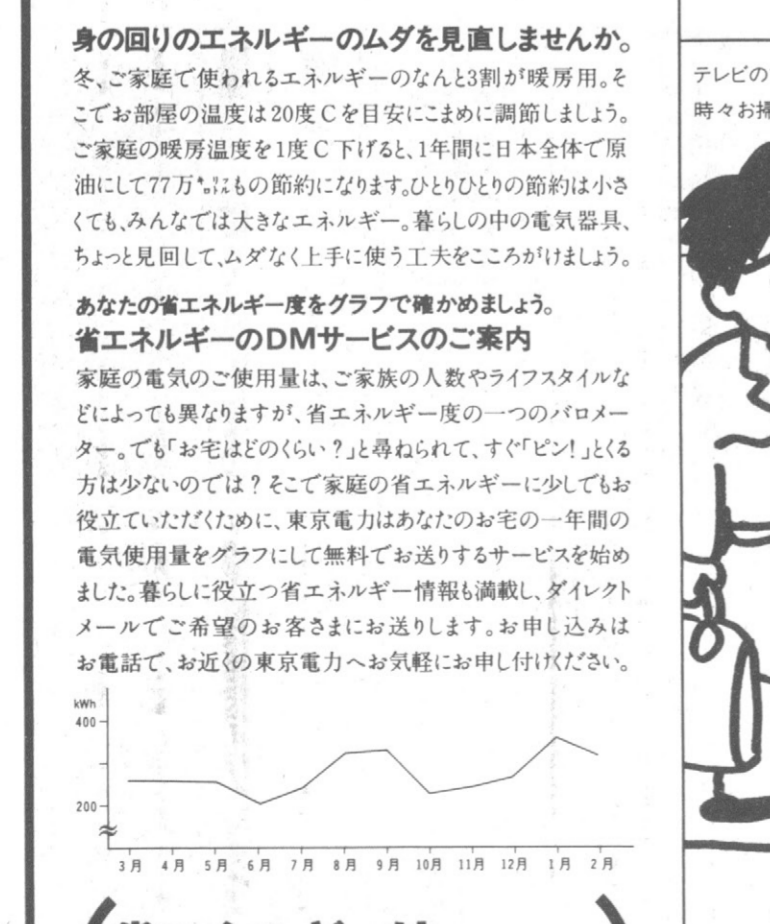 身の回りのエネルギーのムダを見直しませんか。
冬、ご家庭で使われるエネルギーのなんと3割が暖房用。そ
こでお部屋の温度は20度Cを目安にこまめに調節しましょう。
ご家庭の暖房温度を1度C下げると、1年間に日本全体で原
油にして77万㌔㍑もの節約になります。ひとりひとりの節約は小さ
くても、みんなでは大きなエネルギー。暮らしの中の電気器具、
ちょっと見回して、ムダなく上手に使う工夫をこころがけましょう。
あなたの省エネルギー度をグラフで確かめましょう。
省エネルギーのDMサービスのご案内
家庭の電気のご使用量は、ご家族の人数やライフスタイルな
どによっても異なりますが、省エネルギー度の一つのバロメー
ター。でも「お宅はどのくらい?」と尋ねられて、すぐ「ピン!」とくる
方は少ないのでは?そこで家庭の省エネルギーに少しでもお
役立ていただくために、東京電力はあなたのお宅の一年間の
電気使用量をグラフにして無料でお送りするサービスを始め
ました。暮らしに役立つ省エネルギー情報も満載し、ダイレクト
メールでご希望のお客さまにお送りします。お申し込みは
お電話で、お近くの東京電力へお気軽にお申し付けください。
kWh
400
200
3月 4月 5月 6月 7月 8月 9月 10月 11月 12月 1月 2月
テレビの
時々お掃